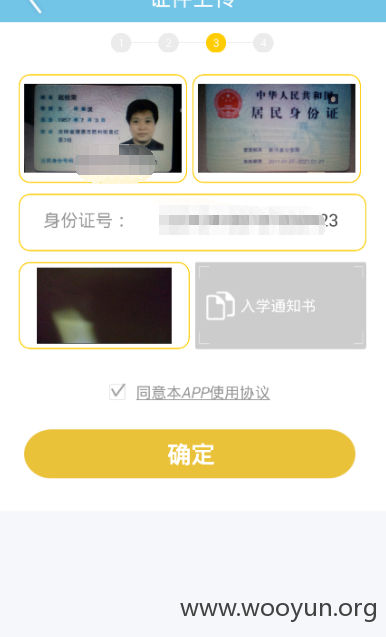 证件上传
1 2 3 4
中华人民共和国
居民身份证
身份证号：
23
入学通知书
同意本APP使用协议
确定
www.wooyun.org